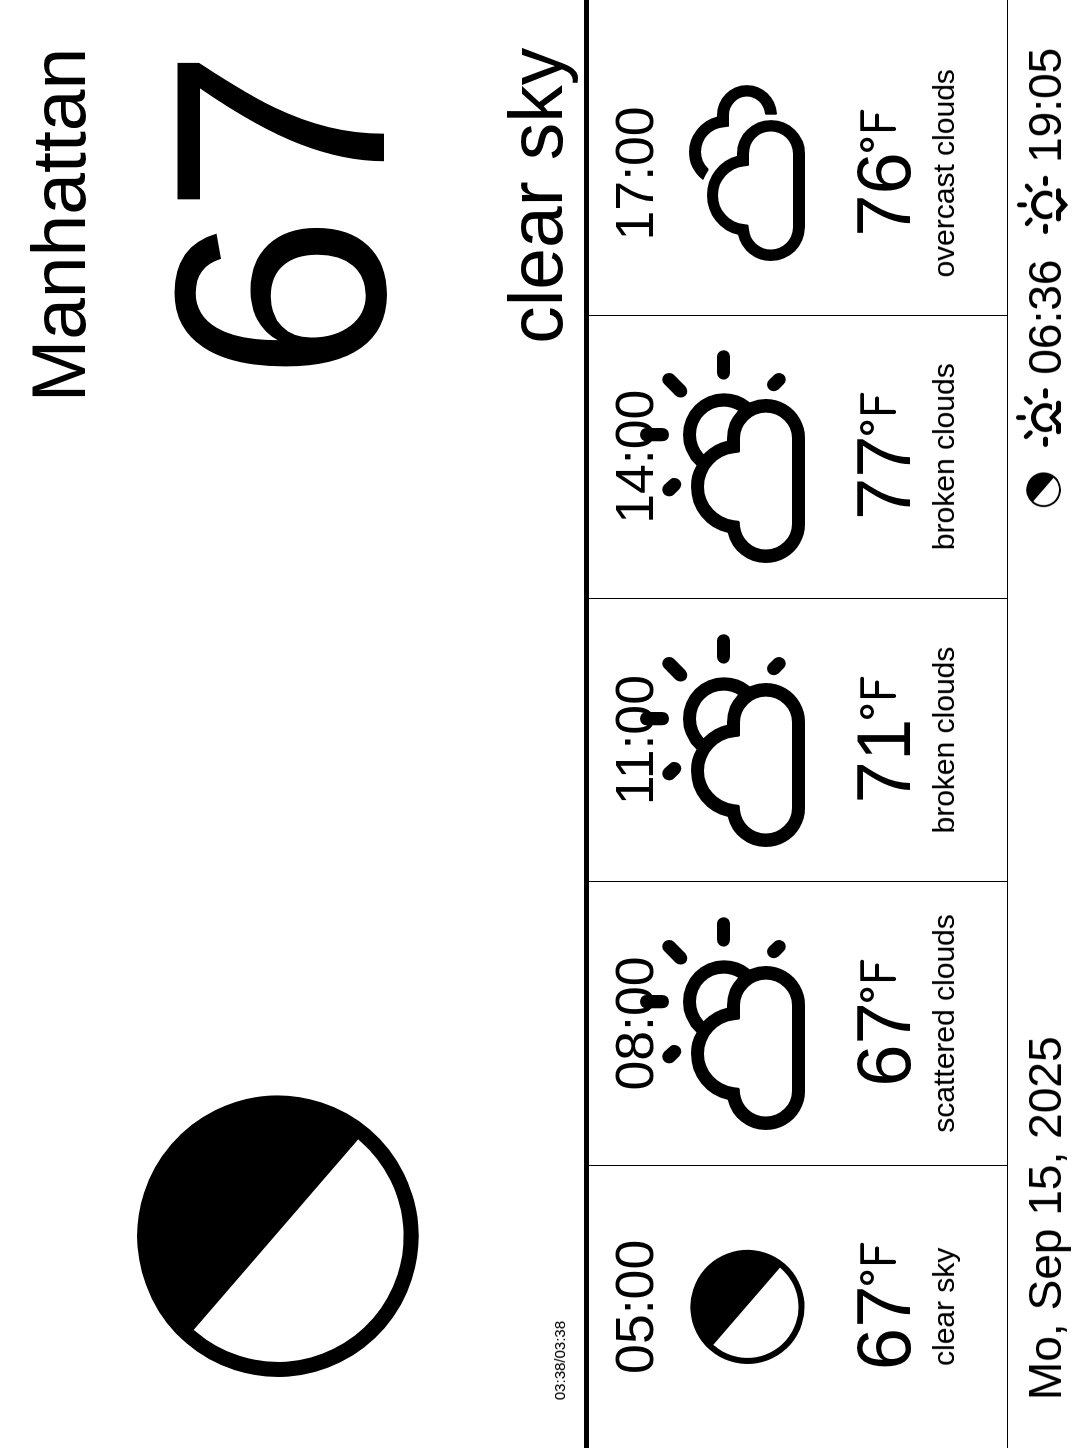 Manhattan
67
clear sky
03:38/03:38
05:00
67°F
clear sky
08:00
67°F
scattered clouds
11:00
71°F
broken clouds
14:00
77°F
broken clouds
17:00
76°F
overcast clouds
Mo, Sep 15, 2025
06:36
19:05